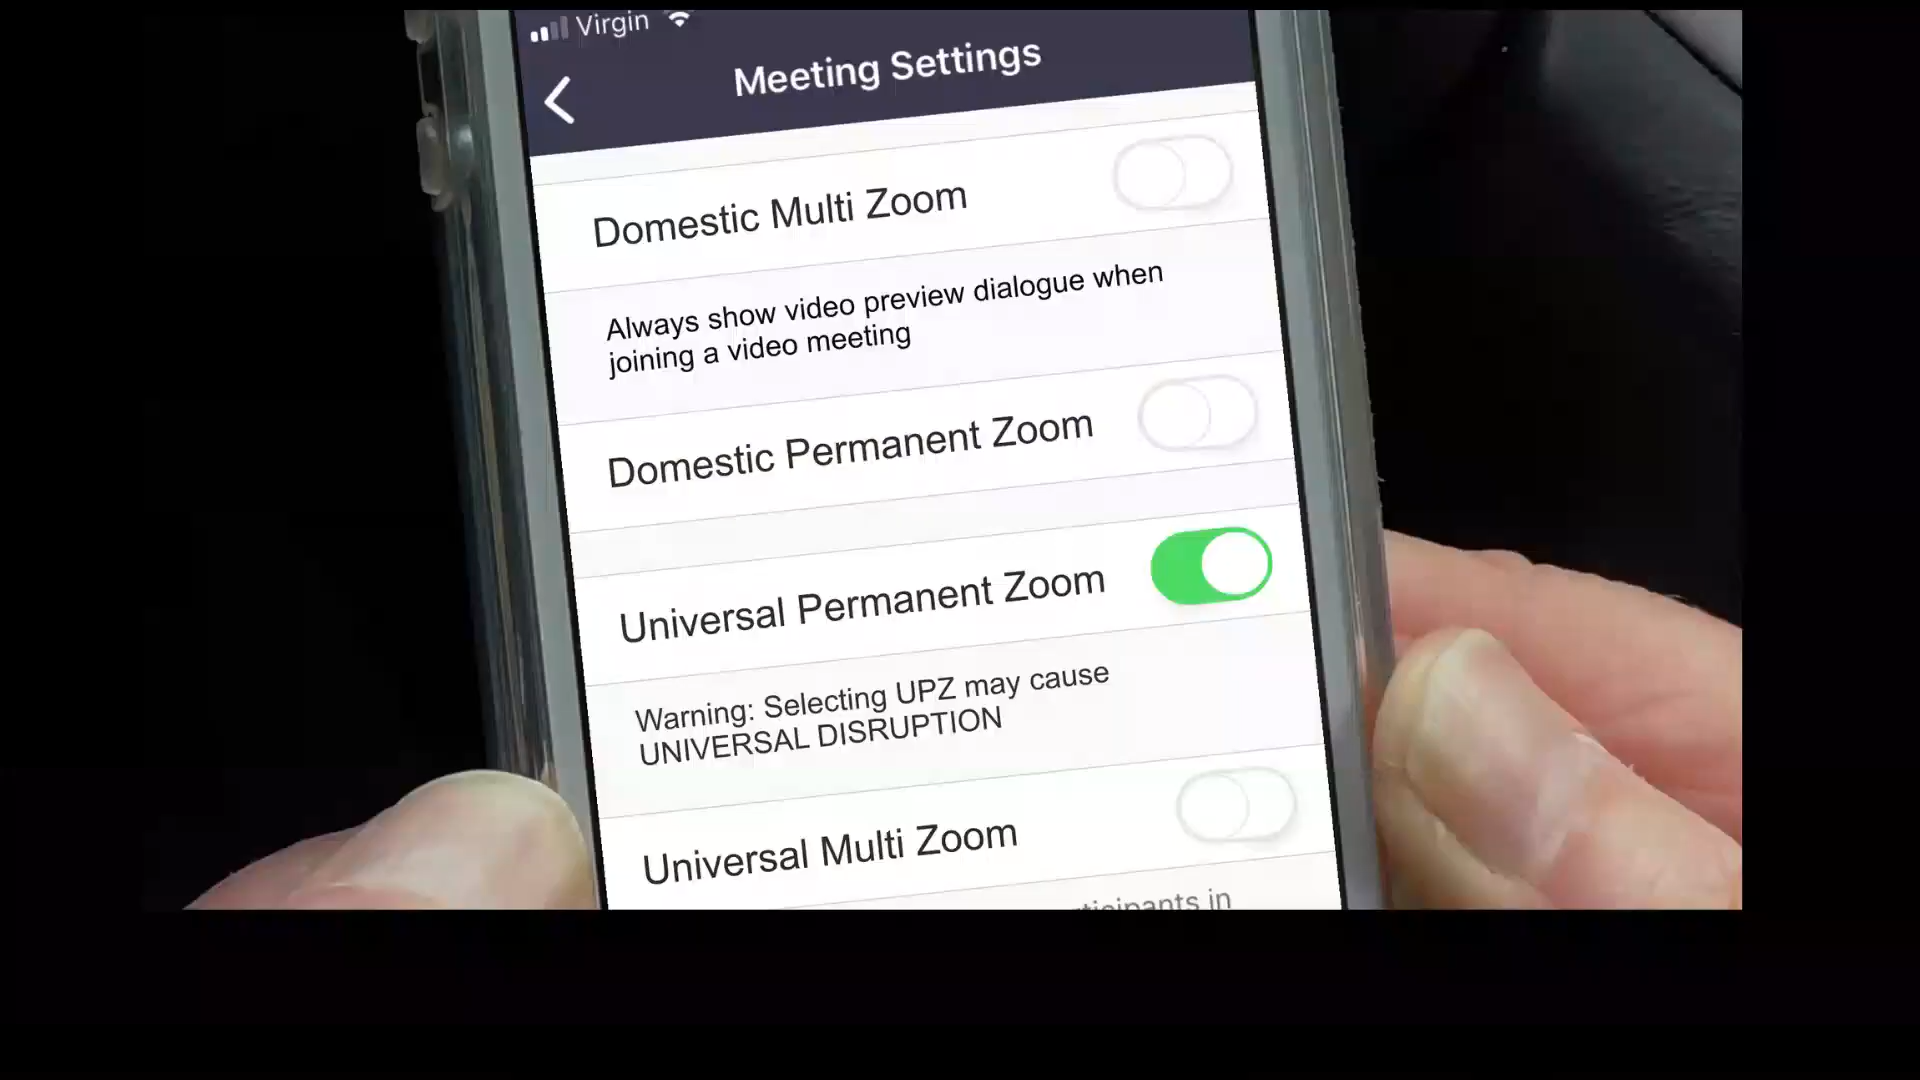 Virgin
Meeting Settings
Domestic Multi Zoom
Always show video preview dialogue when
joining a video meeting
Domestic Permanent Zoom
Universal Permanent Zoom
Warning: Selecting UPZ may cause
UNIVERSAL DISRUPTION
Universal Multi Zoom
in